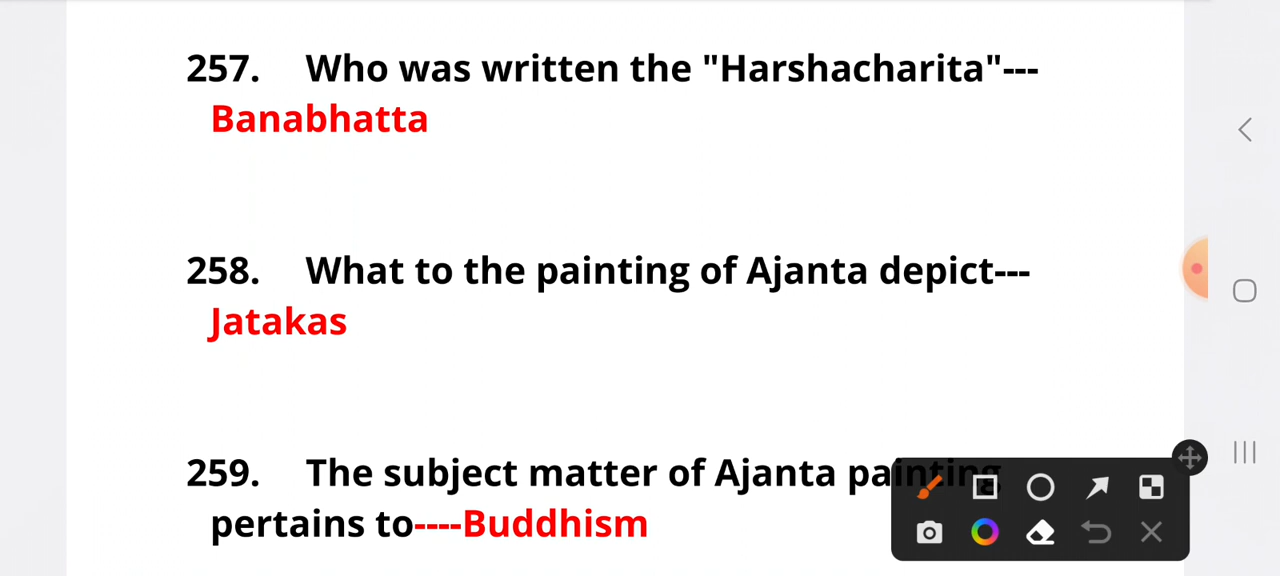 257. Who was written the "Harshacharita"---
Banabhatta
258. What to the painting of Ajanta depict---
Jatakas
259. The subject matter of Ajanta painting
pertains to----Buddhism